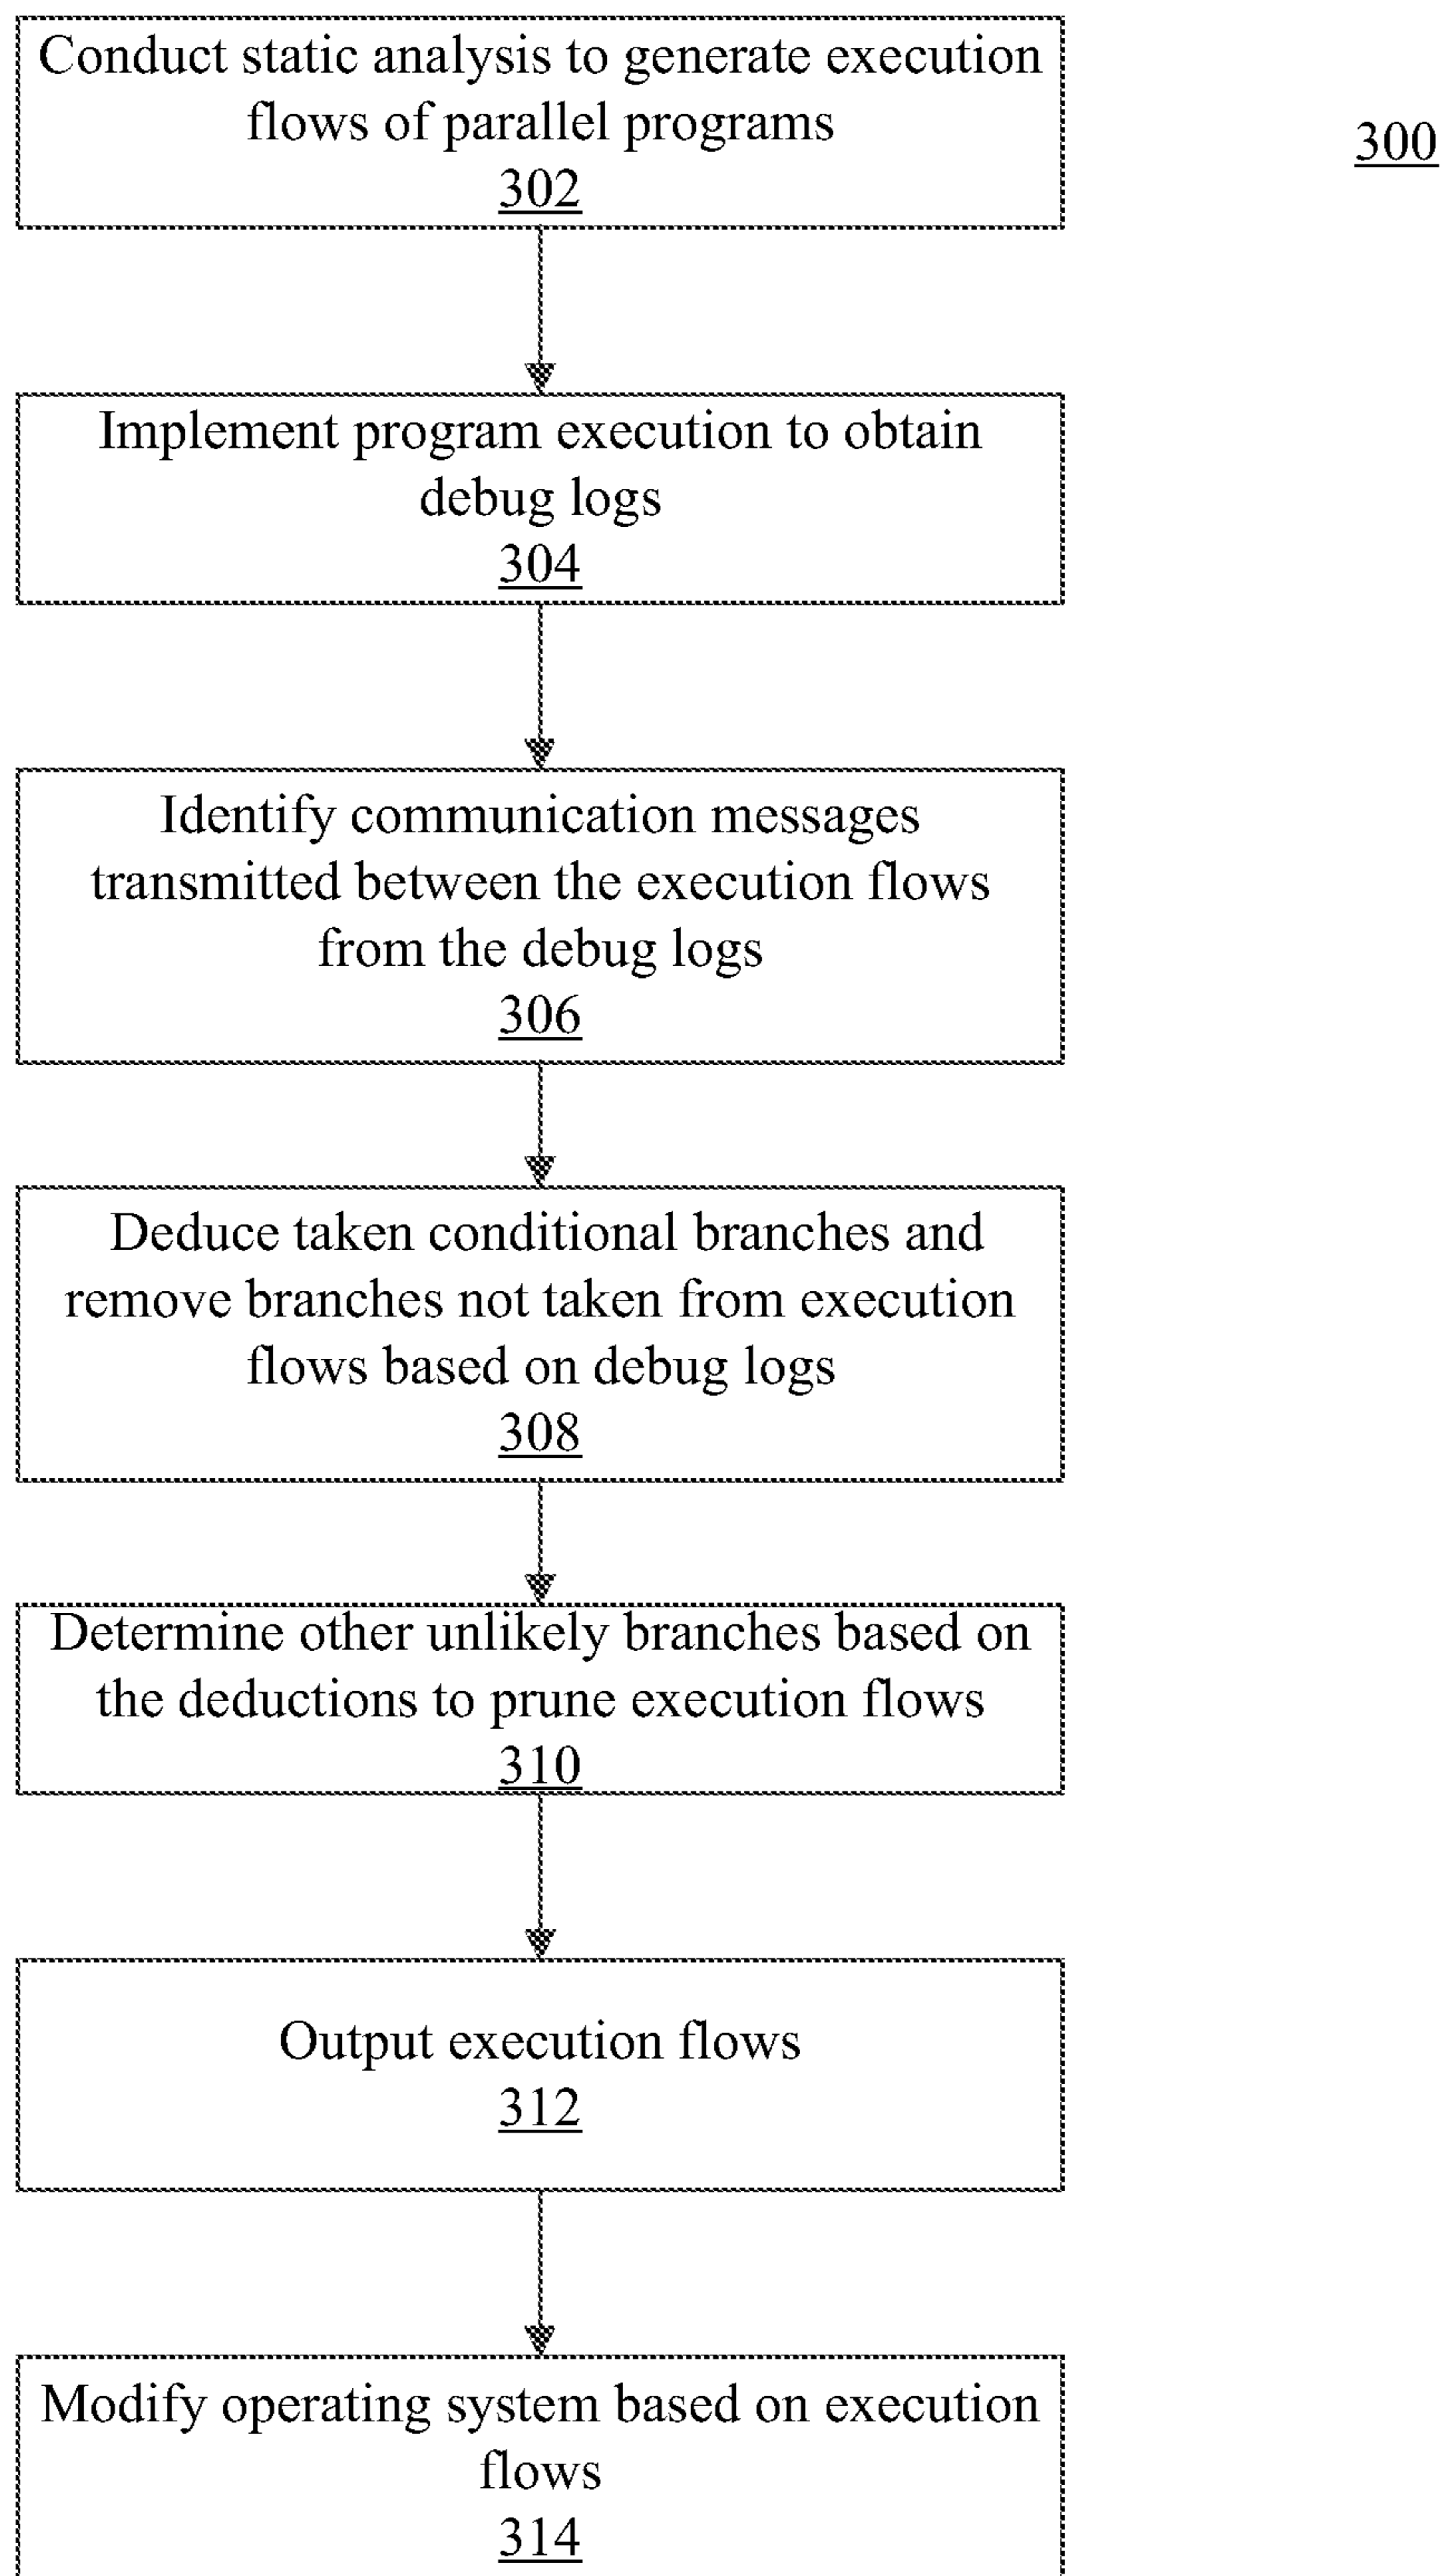 Conduct static analysis to generate execution
flows of parallel programs
302
300
Implement program execution to obtain
debug logs
304
Identify communication messages
transmitted between the execution flows
from the debug logs
306
Deduce taken conditional branches and
remove branches not taken from execution
flows based on debug logs
308
Determine other unlikely branches based on
the deductions to prune execution flows
310
Output execution flows
312
Modify operating system based on execution
flows
314